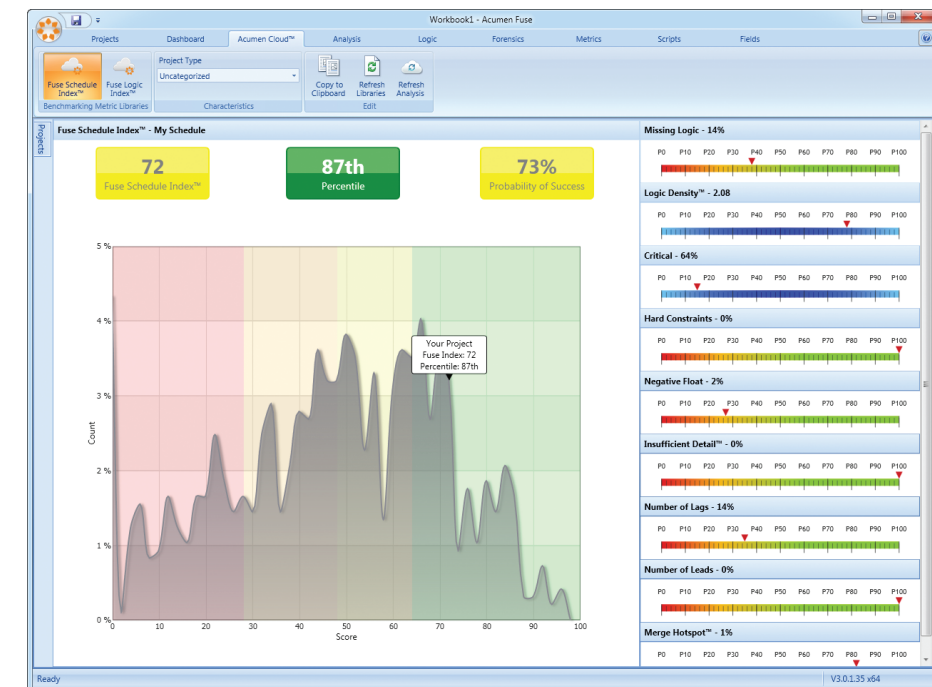 Workbook1 - Acumen Fuse
Projects Dashboard Acumen Cloud™ Analysis Logic Forensics Metrics Scripts Fields
Fuse Schedule Index™
Fuse Logic Index™
Benchmarking Metric Libraries
Project Type
Uncategorized
Characteristics
Copy to Clipboard
Refresh Libraries
Refresh Analysis
Edit
Projects
Fuse Schedule Index™ - My Schedule
72
Fuse Schedule Index™
87th
Percentile
73%
Probability of Success
5 %
4 %
3 %
2 %
1 %
0 %
Count
0 10 20 30 40 50 60 70 80 90 100
Score
Your Project
Fuse Index: 72
Percentile: 87th
Missing Logic - 14%
P0 P10 P20 P30 P40 P50 P60 P70 P80 P90 P100
Logic Density™ - 2.08
P0 P10 P20 P30 P40 P50 P60 P70 P80 P90 P100
Critical - 64%
P0 P10 P20 P30 P40 P50 P60 P70 P80 P90 P100
Hard Constraints - 0%
P0 P10 P20 P30 P40 P50 P60 P70 P80 P90 P100
Negative Float - 2%
P0 P10 P20 P30 P40 P50 P60 P70 P80 P90 P100
Insufficient Detail™ - 0%
P0 P10 P20 P30 P40 P50 P60 P70 P80 P90 P100
Number of Lags - 14%
P0 P10 P20 P30 P40 P50 P60 P70 P80 P90 P100
Number of Leads - 0%
P0 P10 P20 P30 P40 P50 P60 P70 P80 P90 P100
Merge Hotspot™ - 1%
P0 P10 P20 P30 P40 P50 P60 P70 P80 P90 P100
Ready
V3.0.1.35 x64